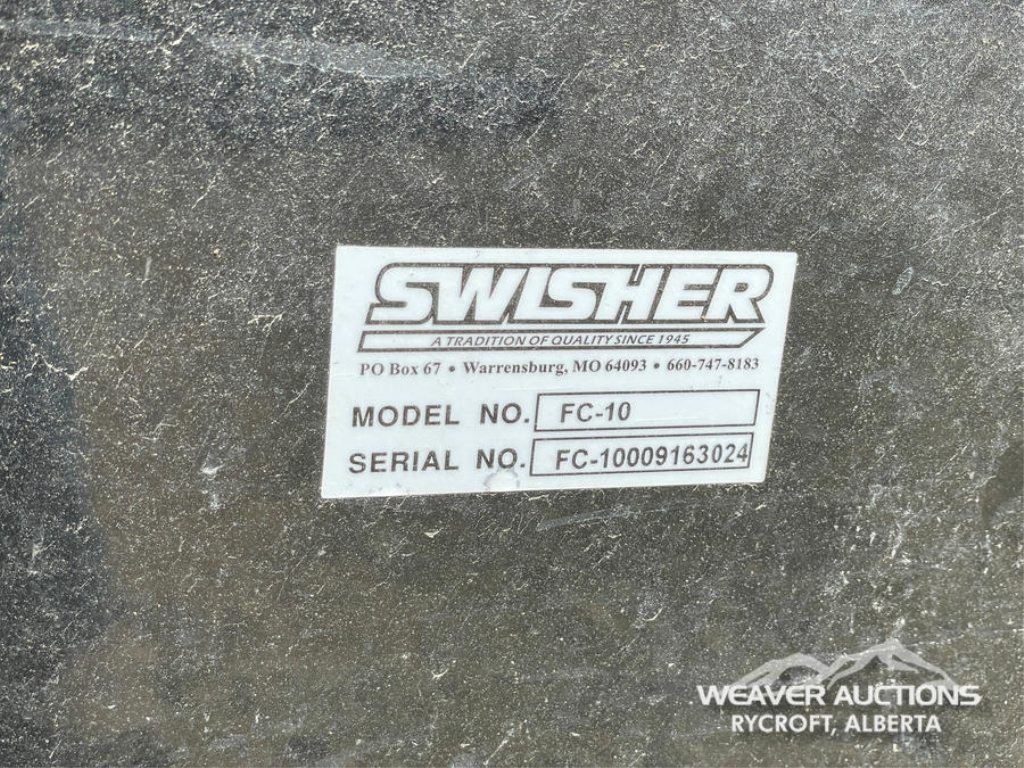 SWISHER
A TRADITION OF QUALITY SINCE 1945
PO Box 67 • Warrensburg, MO 64093 • 660-747-8183
MODEL NO. FC-10
SERIAL NO. FC-10009163024
WEAVER AUCTIONS
RYCROFT, ALBERTA